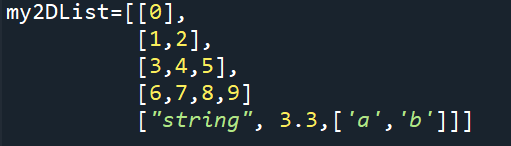 my2DList=[[0],
[1,2],
[3,4,5],
[6,7,8,9]
["string", 3.3,['a','b']]]